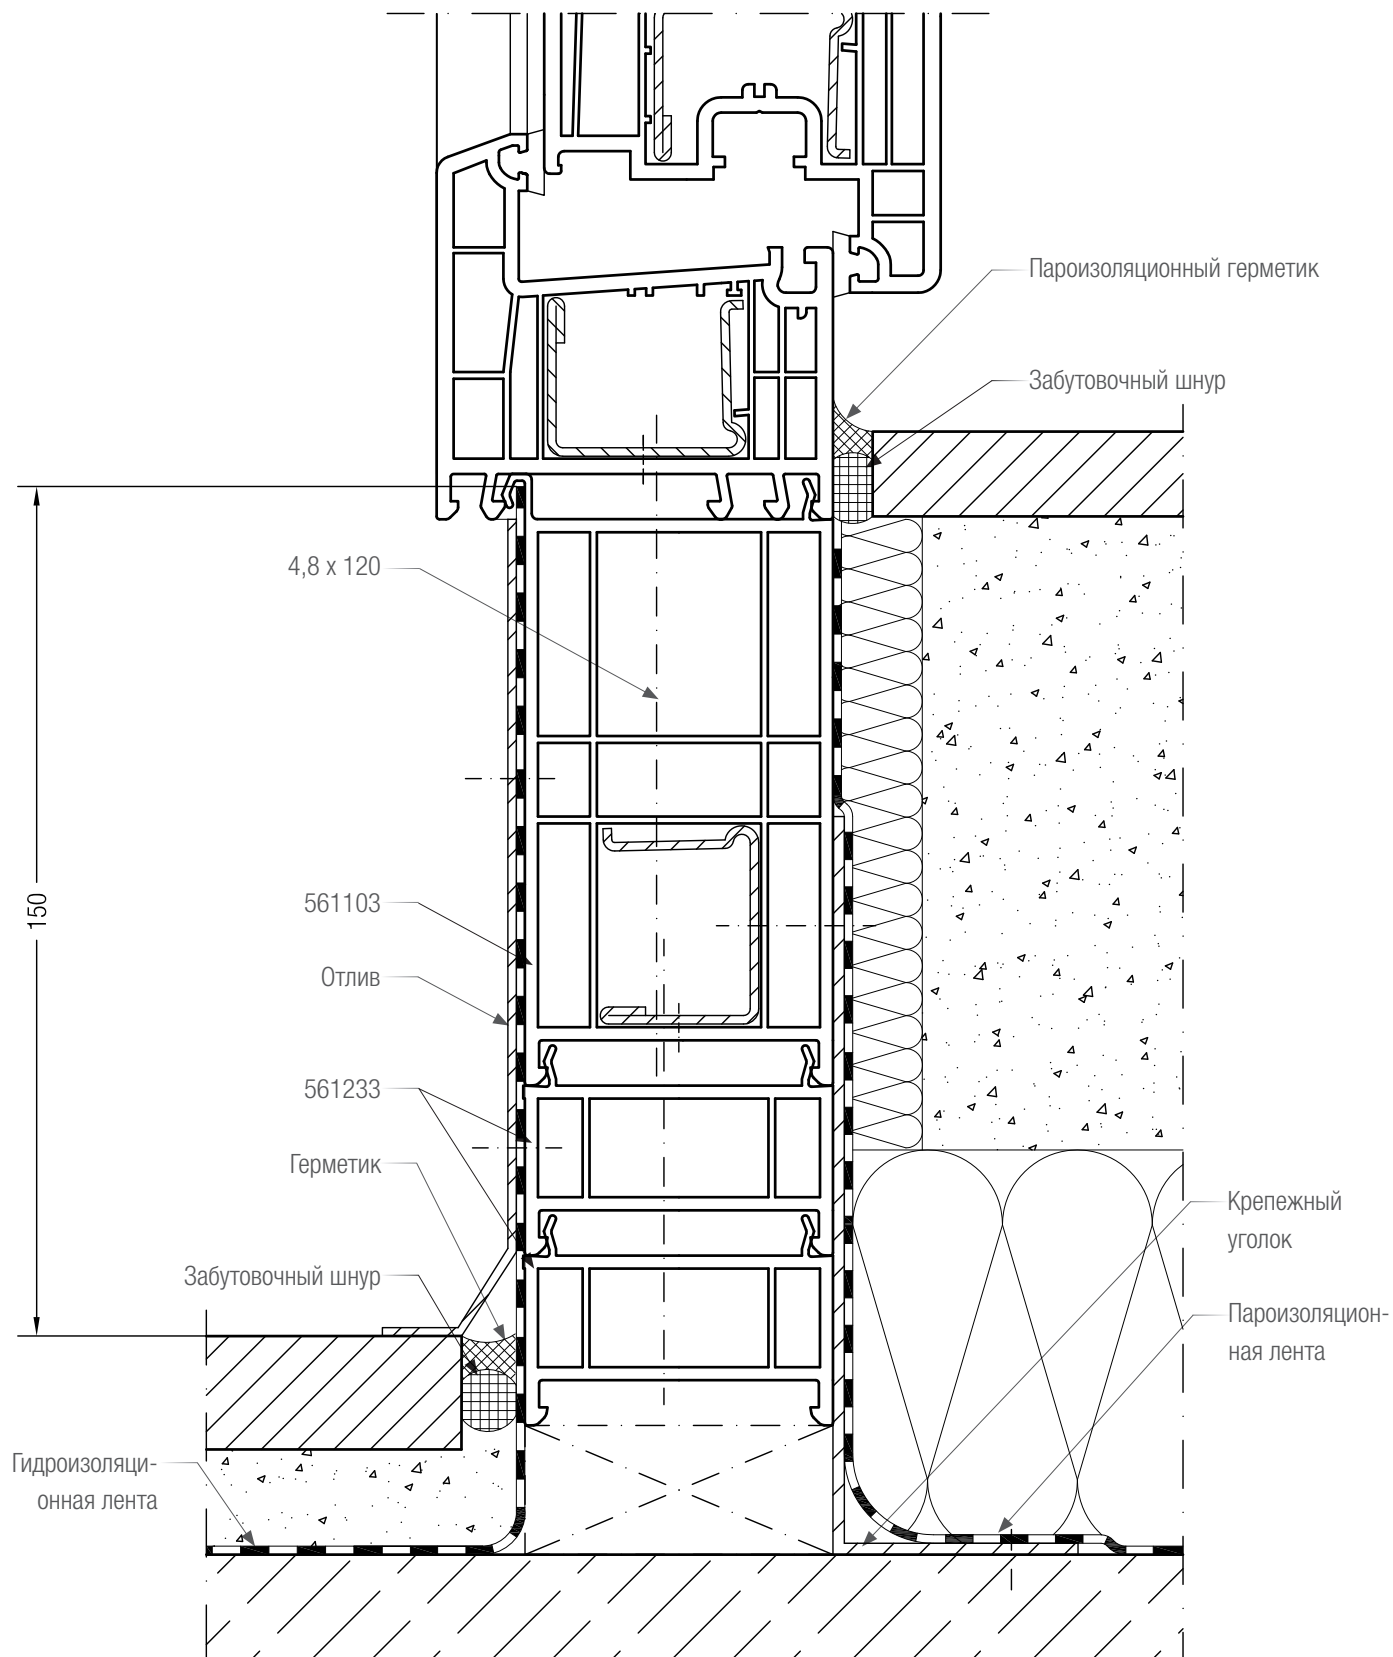 Пароизоляционный герметик
Забутовочный шнур
4,8 x 120
150
561103
Отлив
561233
Герметик
Забутовочный шнур
Крепежный
уголок
Пароизоляцион-
ная лента
Гидроизоляци-
онная лента